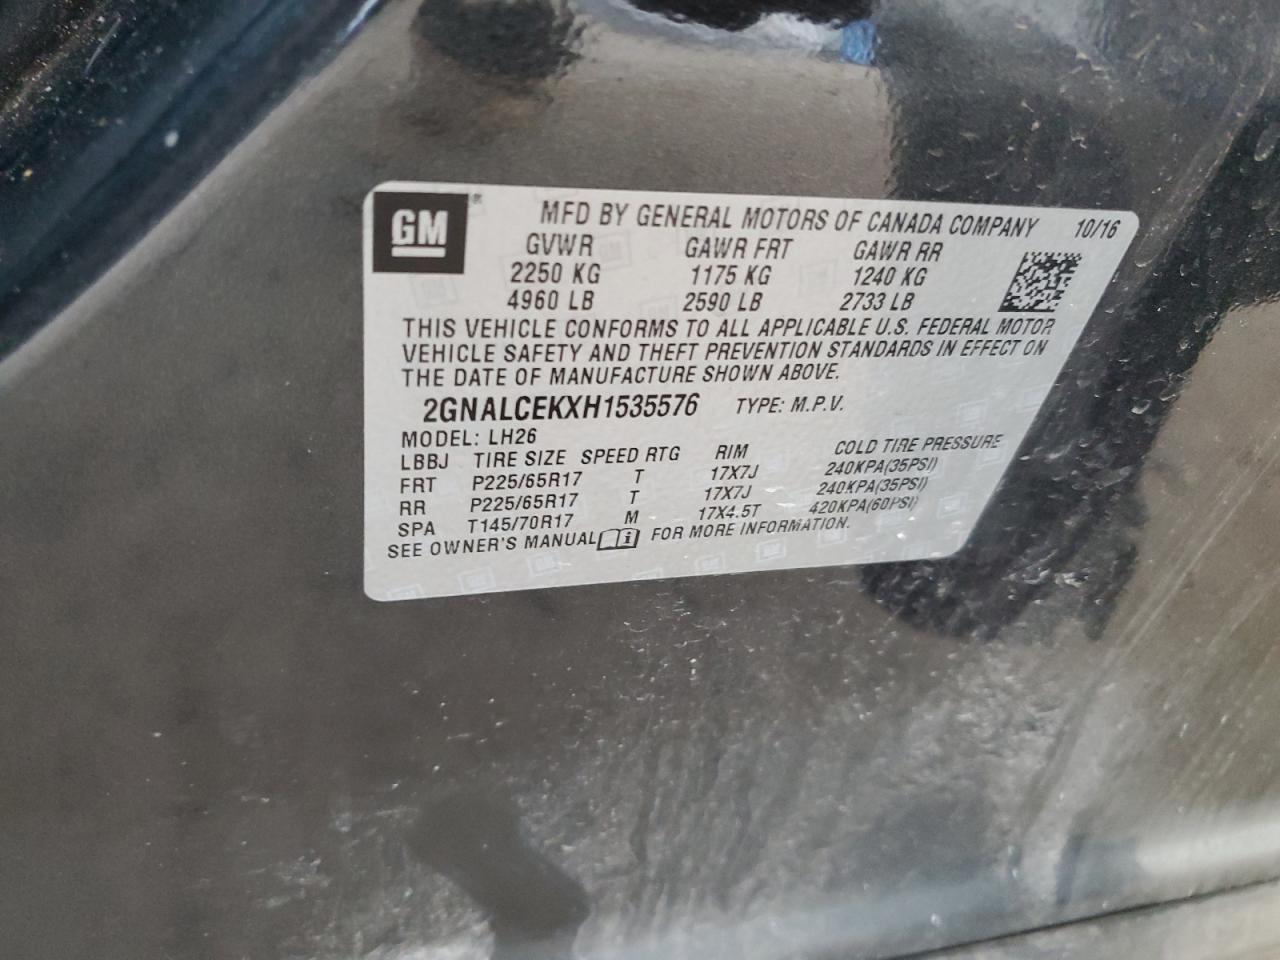 GM ® MFD BY GENERAL MOTORS OF CANADA COMPANY 10/16
GVWR GAWR FRT GAWR RR
2250 KG 1175 KG 1240 KG
4960 LB 2590 LB 2733 LB
THIS VEHICLE CONFORMS TO ALL APPLICABLE U.S. FEDERAL MOTOR
VEHICLE SAFETY AND THEFT PREVENTION STANDARDS IN EFFECT ON
THE DATE OF MANUFACTURE SHOWN ABOVE.
2GNALCEKXH1535576 TYPE: M.P.V.
MODEL: LH26
LBBJ TIRE SIZE SPEED RTG RIM COLD TIRE PRESSURE
FRT P225/65R17 T 17X7J 240KPA(35PSI)
RR P225/65R17 T 17X7J 240KPA(35PSI)
SPA T145/70R17 M 17X4.5T 420KPA(60PSI)
SEE OWNER'S MANUAL i FOR MORE INFORMATION.